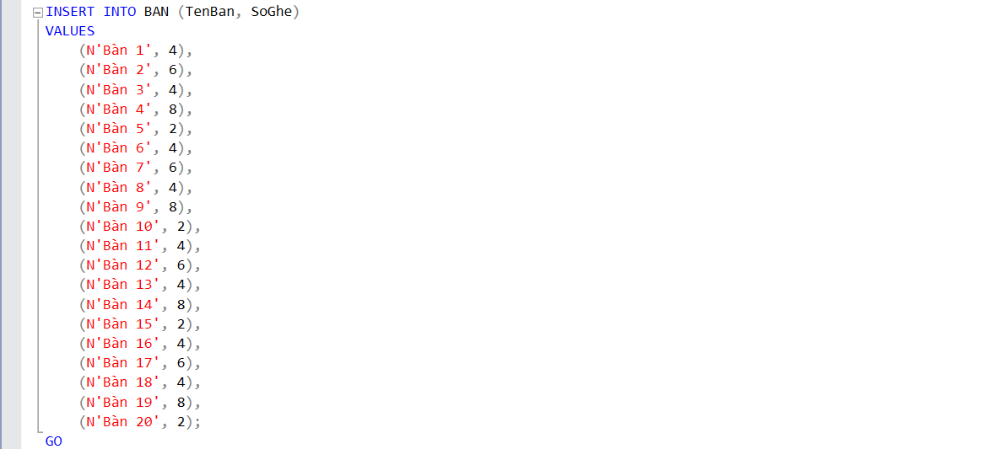 INSERT INTO BAN (TenBan, SoGhe)
VALUES
(N'Bàn 1', 4),
(N'Bàn 2', 6),
(N'Bàn 3', 4),
(N'Bàn 4', 8),
(N'Bàn 5', 2),
(N'Bàn 6', 4),
(N'Bàn 7', 6),
(N'Bàn 8', 4),
(N'Bàn 9', 8),
(N'Bàn 10', 2),
(N'Bàn 11', 4),
(N'Bàn 12', 6),
(N'Bàn 13', 4),
(N'Bàn 14', 8),
(N'Bàn 15', 2),
(N'Bàn 16', 4),
(N'Bàn 17', 6),
(N'Bàn 18', 4),
(N'Bàn 19', 8),
(N'Bàn 20', 2);
GO